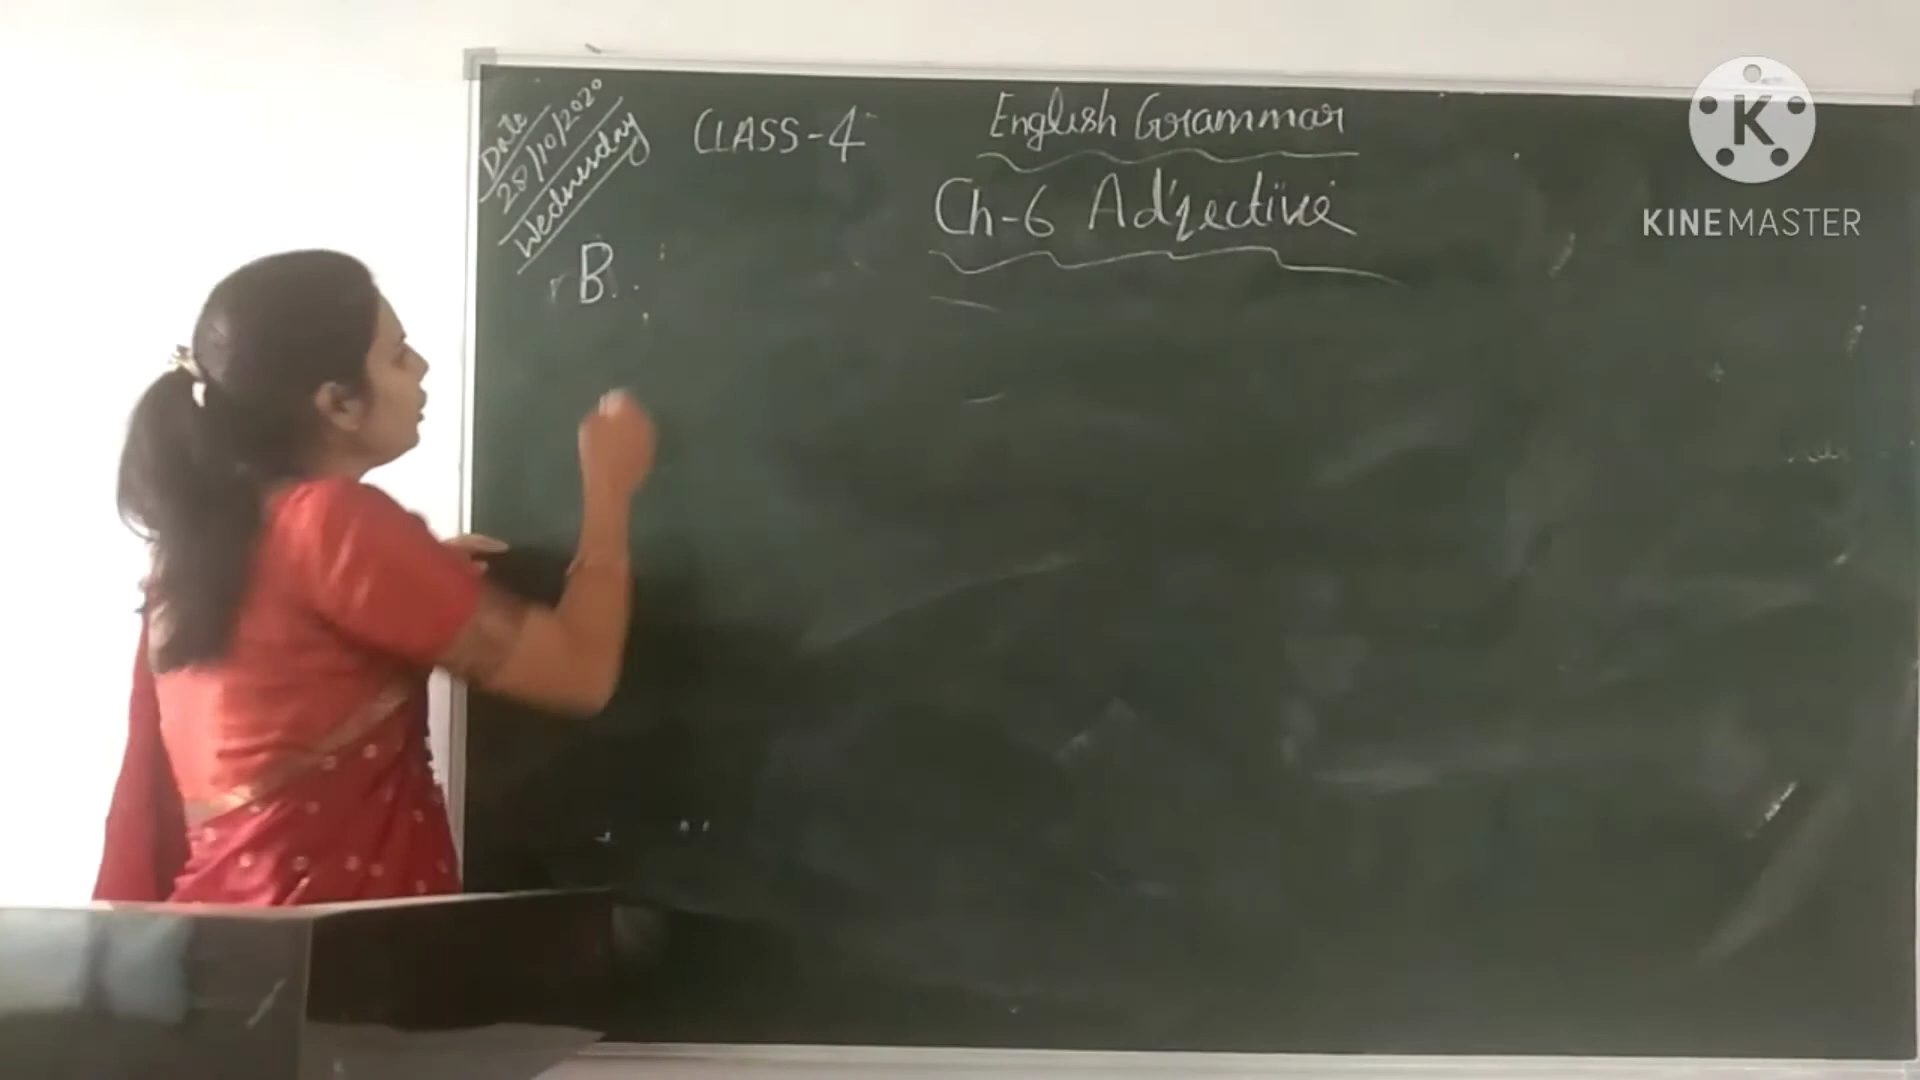 Date
28/10/2020
Wednesday
CLASS-4
English Grammar
Ch-6 Adjective
B.
K
KINEMASTER